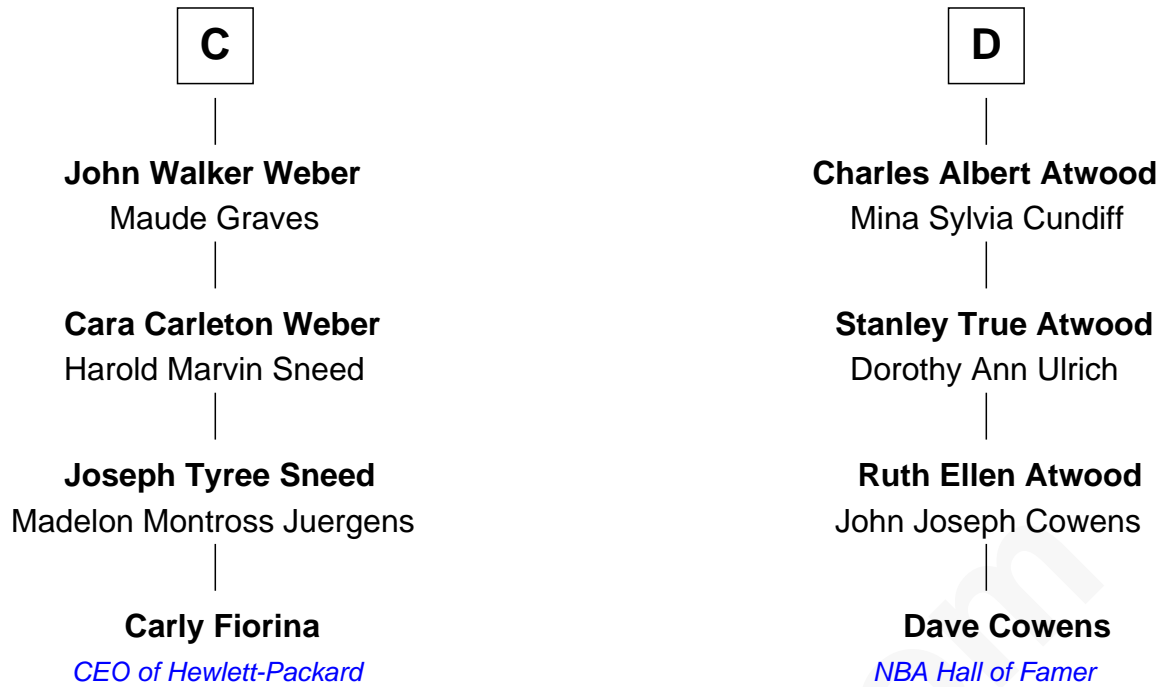 C
John Walker Weber
Maude Graves
Cara Carleton Weber
Harold Marvin Sneed
Joseph Tyree Sneed
Madelon Montross Juergens
Carly Fiorina
CEO of Hewlett-Packard
D
Charles Albert Atwood
Mina Sylvia Cundiff
Stanley True Atwood
Dorothy Ann Ulrich
Ruth Ellen Atwood
John Joseph Cowens
Dave Cowens
NBA Hall of Famer